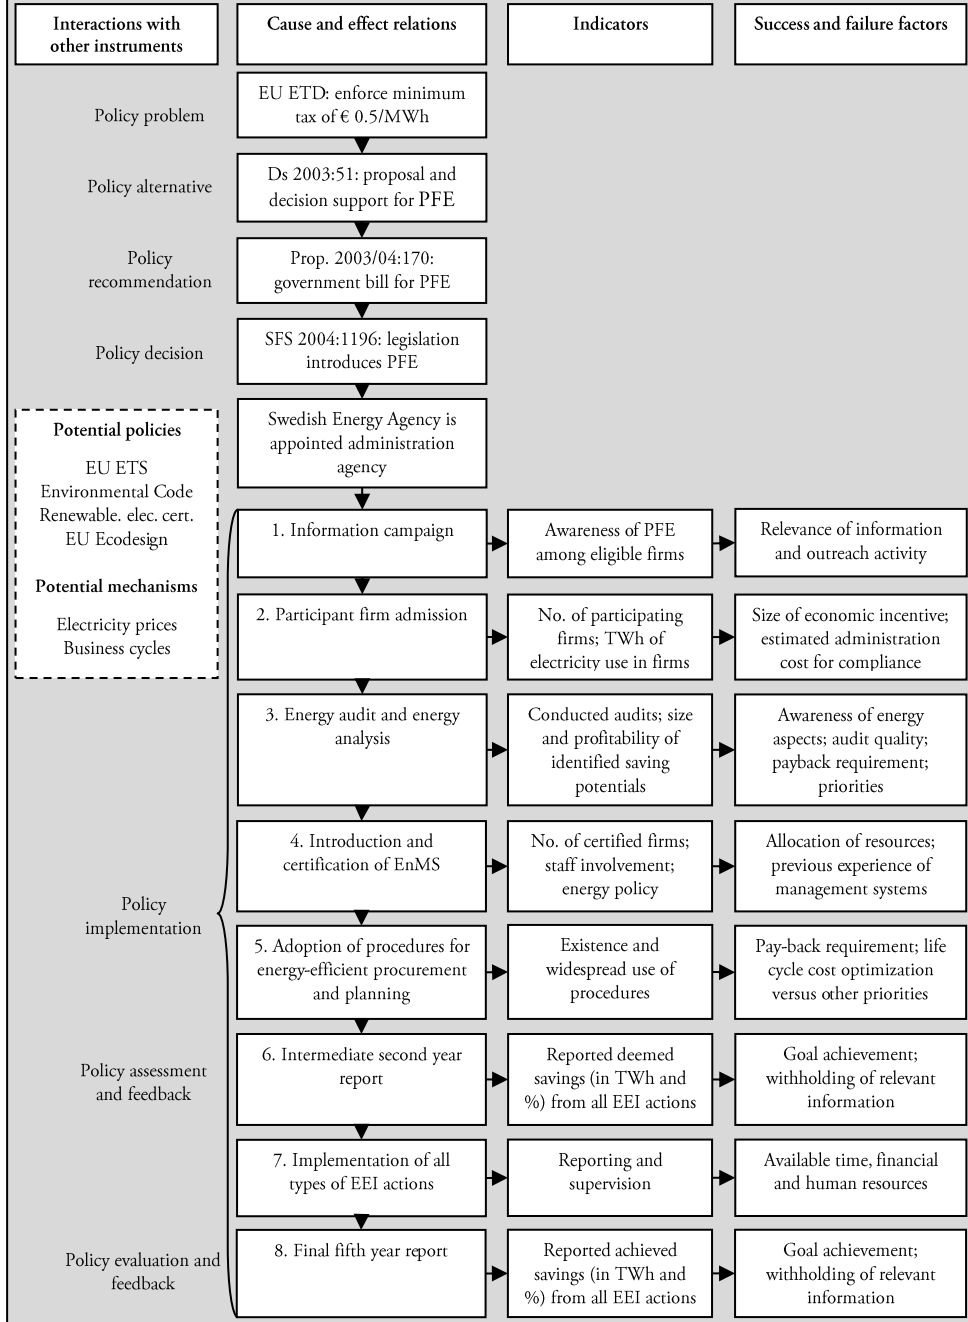 Interactions with
other instruments
Cause and effect relations
Indicators
Success and failure factors
Policy problem
EU ETD: enforce minimum
tax of € 0.5/MWh
Policy alternative
Ds 2003:51: proposal and
decision support for PFE
Policy
recommendation
Prop. 2003/04:170:
government bill for PFE
Policy decision
SFS 2004:1196: legislation
introduces PFE
Swedish Energy Agency is
appointed administration
agency
Potential policies
EU ETS
Environmental Code
Renewable. elec. cert.
EU Ecodesign
Potential mechanisms
Electricity prices
Business cycles
1. Information campaign
Awareness of PFE
among eligible firms
Relevance of information
and outreach activity
2. Participant firm admission
No. of participating
firms; TWh of
electricity use in firms
Size of economic incentive;
estimated administration
cost for compliance
3. Energy audit and energy
analysis
Conducted audits; size
and profitability of
identified saving
potentials
Awareness of energy
aspects; audit quality;
payback requirement;
priorities
Policy
implementation
4. Introduction and
certification of EnMS
No. of certified firms;
staff involvement;
energy policy
Allocation of resources;
previous experience of
management systems
5. Adoption of procedures for
energy-efficient procurement
and planning
Existence and
widespread use of
procedures
Pay-back requirement; life
cycle cost optimization
versus other priorities
Policy assessment
and feedback
6. Intermediate second year
report
Reported deemed
savings (in TWh and
%) from all EEI actions
Goal achievement;
withholding of relevant
information
7. Implementation of all
types of EEI actions
Reporting and
supervision
Available time, financial
and human resources
Policy evaluation and
feedback
8. Final fifth year report
Reported achieved
savings (in TWh and
%) from all EEI actions
Goal achievement;
withholding of relevant
information